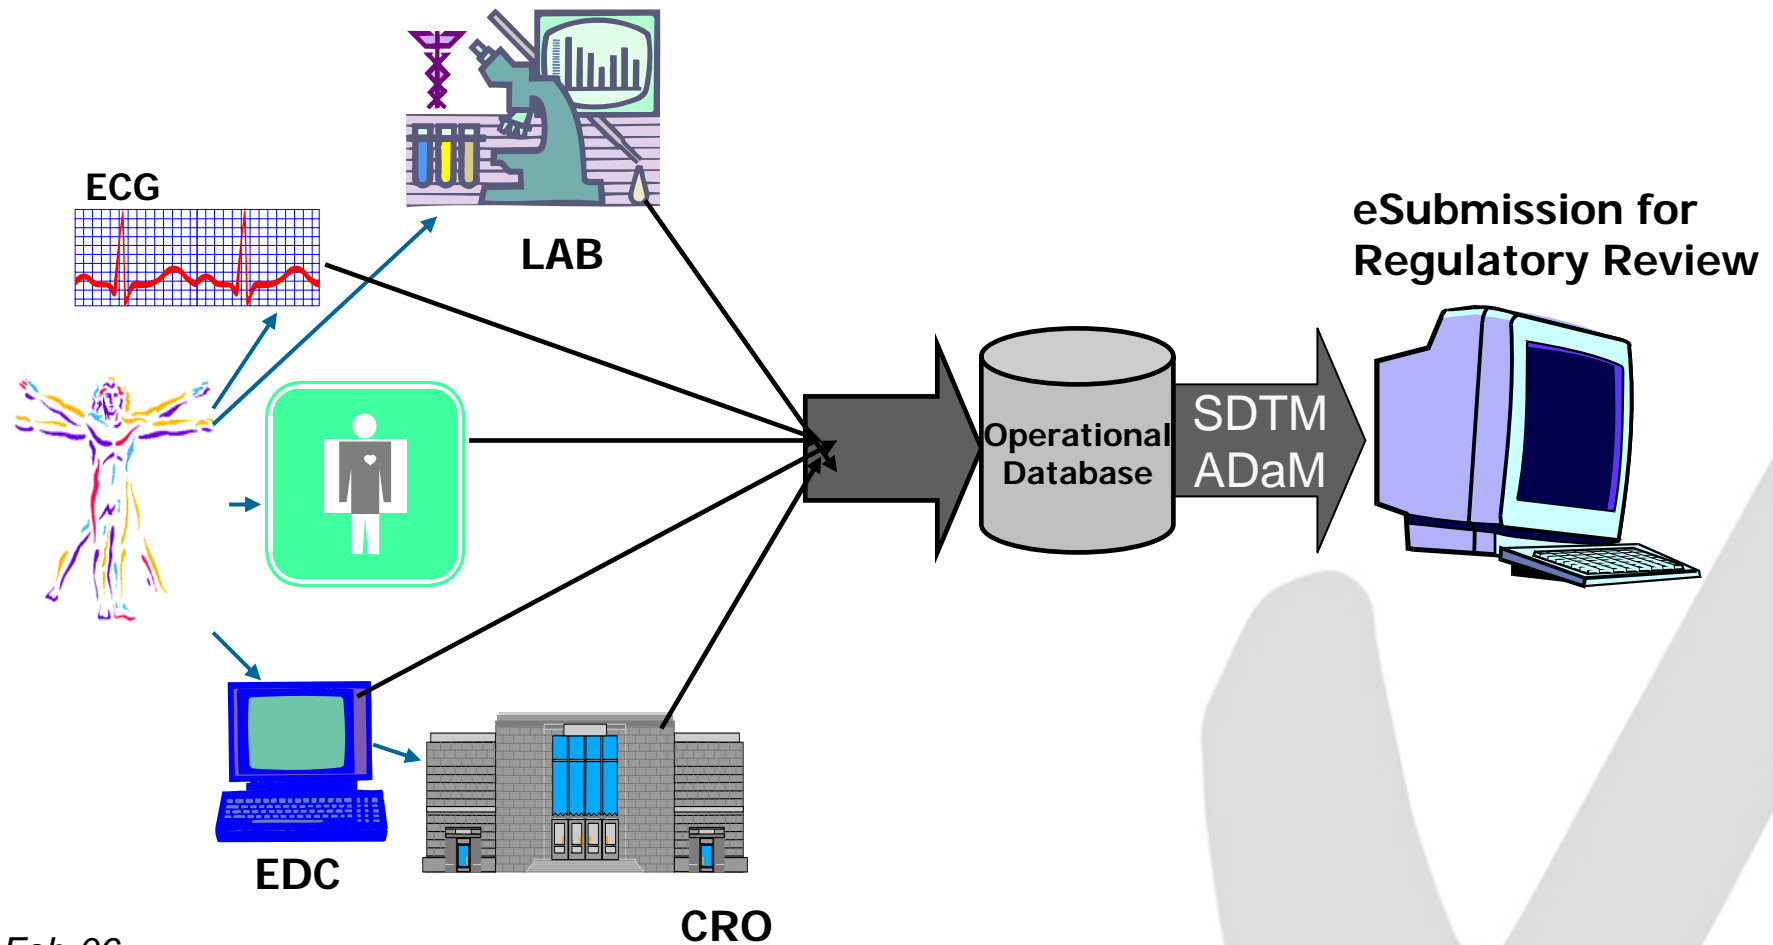 ECG
LAB
eSubmission for
Regulatory Review
Operational
Database
SDTM
ADaM
EDC
CRO